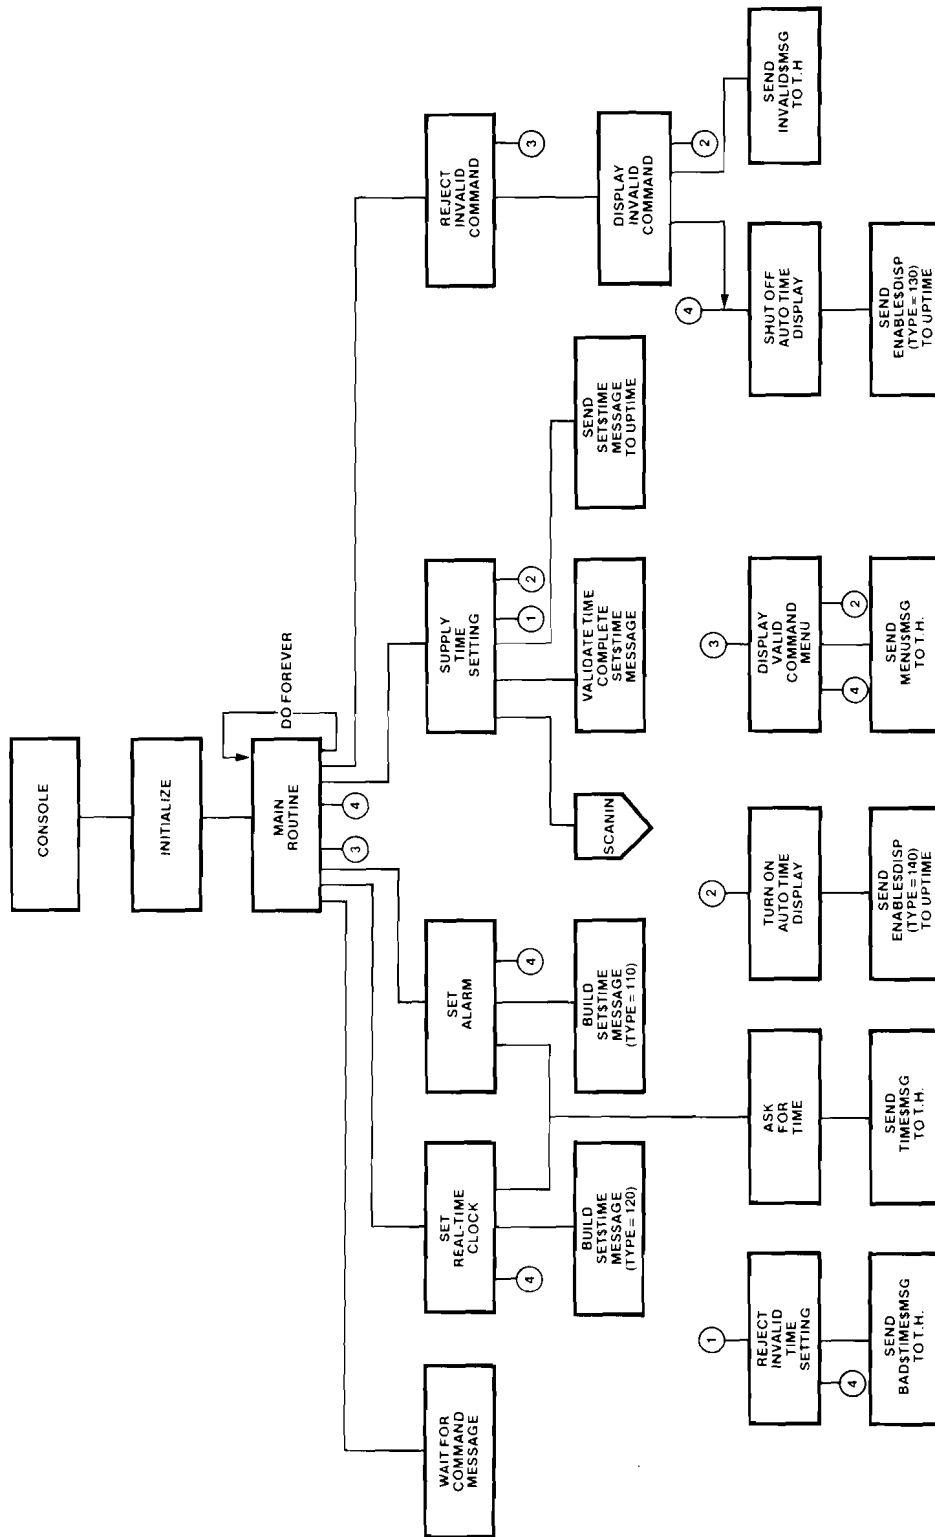 CONSOLE
INITIALIZE
MAIN
ROUTINE
DO FOREVER
3
4
WAIT FOR
COMMAND
MESSAGE
SET
REAL-TIME
CLOCK
4
SET
ALARM
4
SUPPLY
TIME
SETTING
1
2
REJECT
INVALID
COMMAND
3
BUILD
SET$TIME
MESSAGE
(TYPE = 120)
BUILD
SET$TIME
MESSAGE
(TYPE = 110)
SCANIN
VALIDATE TIME
COMPLETE
SET$TIME
MESSAGE
SEND
SET$TIME
MESSAGE
TO UPTIME
DISPLAY
INVALID
COMMAND
2
1
REJECT
INVALID
TIME
SETTING
4
ASK
FOR
TIME
2
TURN ON
AUTO TIME
DISPLAY
3
DISPLAY
VALID
COMMAND
MENU
4
2
4
SHUT OFF
AUTO TIME
DISPLAY
SEND
INVALID$MSG
TO T.H
SEND
BAD$TIME$MSG
TO T.H.
SEND
TIME$MSG
TO T.H.
SEND
ENABLE$DISP
(TYPE = 140)
TO UPTIME
SEND
MENU$MSG
TO T.H.
SEND
ENABLE$DISP
(TYPE = 130)
TO UPTIME